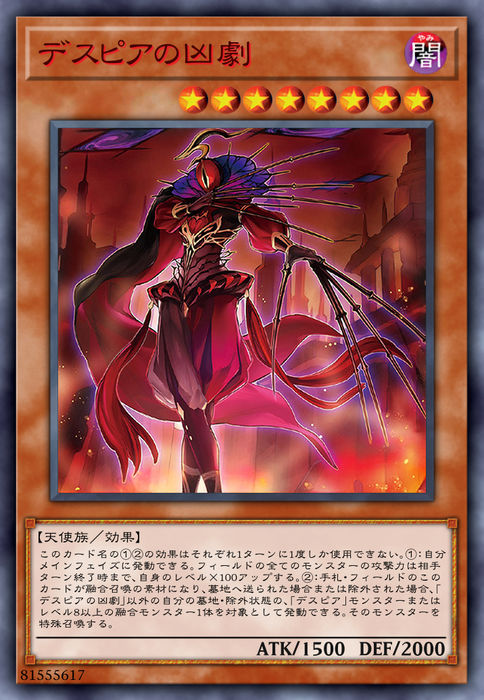 デスピアの凶劇
やみ
闇
【天使族／効果】
このカード名の①②の効果はそれぞれ1ターンに1度しか使用できない。①：自分
メインフェイズに発動できる。フィールドの全てのモンスターの攻撃力は相手
ターン終了時まで、自身のレベル×100アップする。②：手札・フィールドのこの
カードが融合召喚の素材になり、墓地へ送られた場合または除外された場合、「デ
スピアの凶劇」以外の自分の墓地・除外状態の、「デスピア」モンスターまたは
レベル8以上の融合モンスター1体を対象として発動できる。そのモンスターを
特殊召喚する。
ATK/1500 DEF/2000
81555617